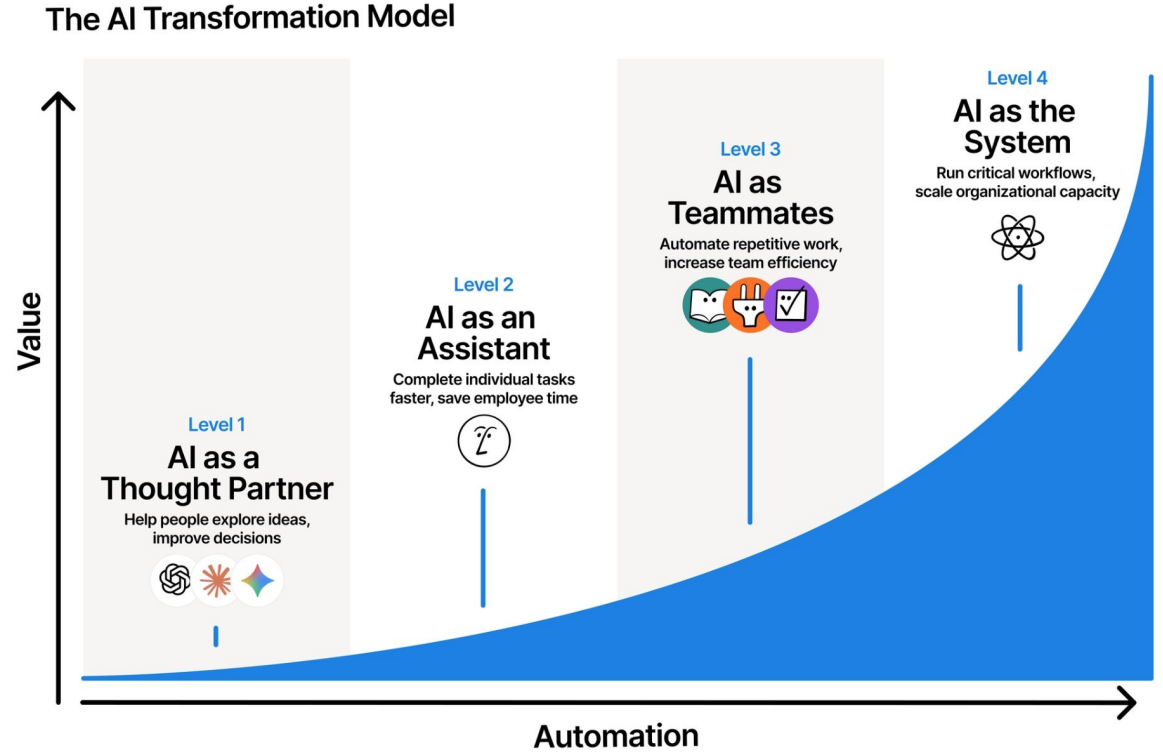 The AI Transformation Model
Value
Level 1
AI as a
Thought Partner
Help people explore ideas,
improve decisions
Level 2
AI as an
Assistant
Complete individual tasks
faster, save employee time
Level 3
AI as
Teammates
Automate repetitive work,
increase team efficiency
Level 4
AI as the
System
Run critical workflows,
scale organizational capacity
Automation